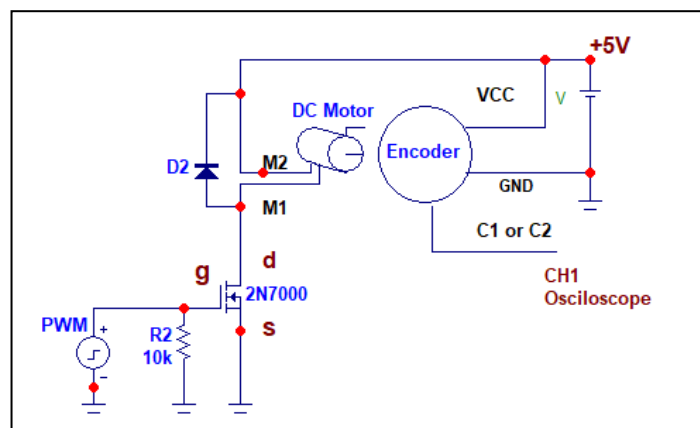 +5V
VCC
V
DC Motor
Encoder
M2
D2
GND
M1
C1 or C2
d
g
CH1
Osciloscope
2N7000
PWM
+
s
R2
10k
-